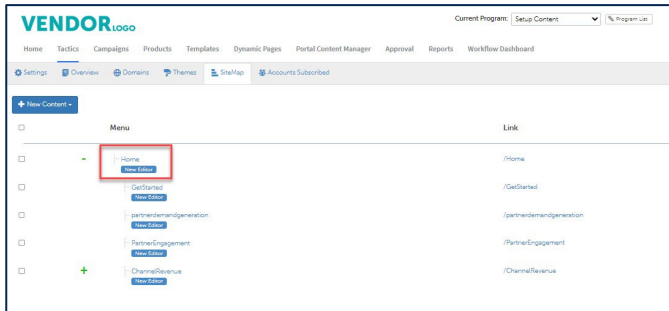 VENDOR LOGO
Current Program: Setup Content Program List
Home Tactics Campaigns Products Templates Dynamic Pages Portal Content Manager Approval Reports Workflow Dashboard
Settings Overview Domains Themes SiteMap Accounts Subscribed
+ New Content
Menu Link
- Home /Home
New Editor
GetStarted /GetStarted
New Editor
partnerdemandgeneration /partnerdemandgeneration
New Editor
PartnerEngagement /PartnerEngagement
New Editor
+ ChannelRevenue /ChannelRevenue
New Editor